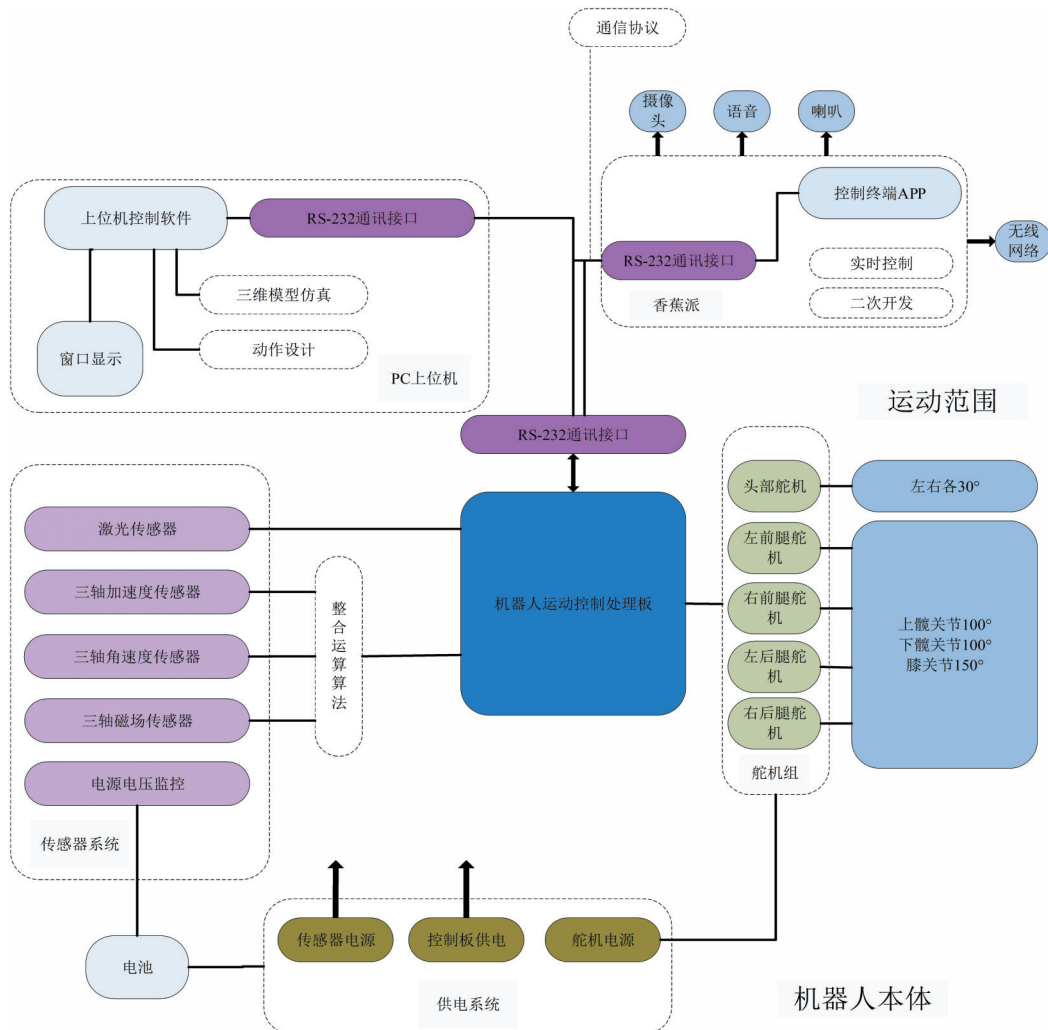 通信协议
摄像
头
语音
喇叭
上位机控制软件
RS-232通讯接口
控制终端APP
无线
网络
RS-232通讯接口
实时控制
三维模型仿真
香蕉派
二次开发
窗口显示
动作设计
PC上位机
运动范围
RS-232通讯接口
头部舵机
左右各30°
激光传感器
左前腿舵
机
三轴加速度传感器
整合运算算法
机器人运动控制处理板
右前腿舵
机
上髋关节100°
下髋关节100°
膝关节150°
三轴角速度传感器
左后腿舵
机
三轴磁场传感器
右后腿舵
机
电源电压监控
舵机组
传感器系统
传感器电源
控制板供电
舵机电源
电池
供电系统
机器人本体